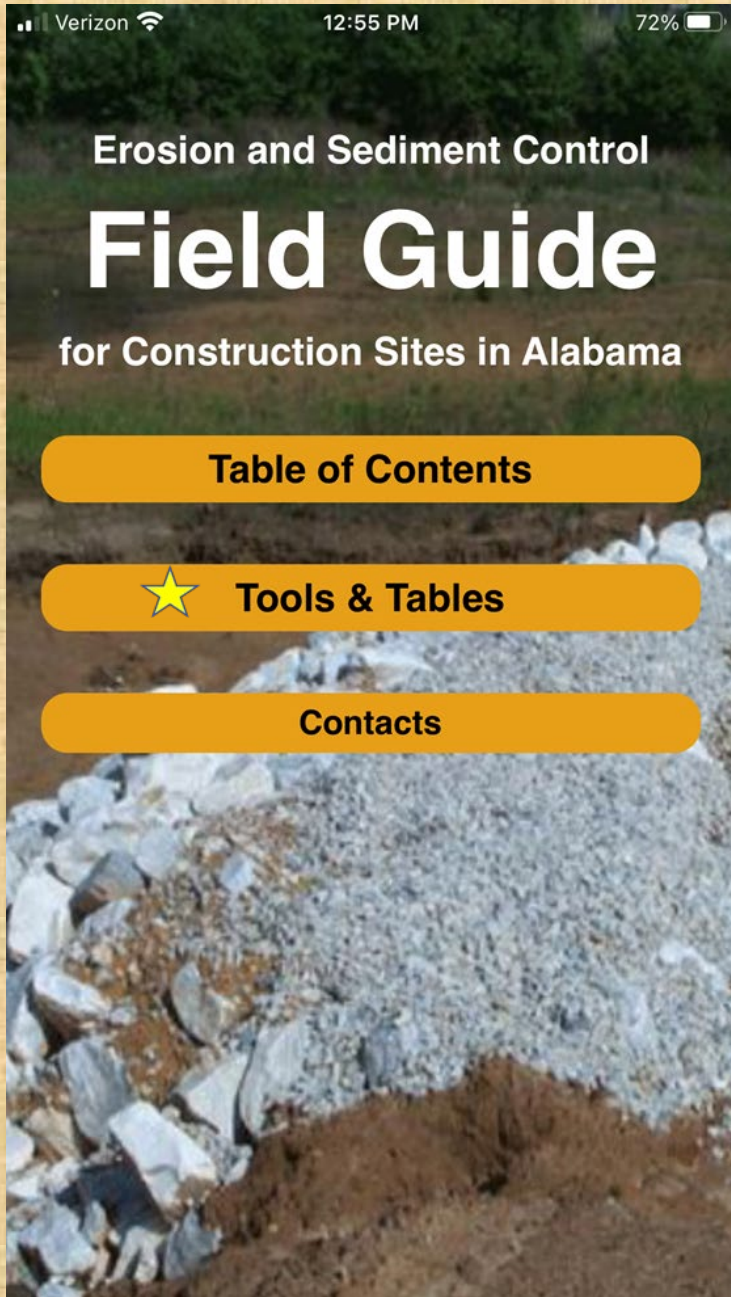 Verizon 12:55 PM 72%
Erosion and Sediment Control
Field Guide
for Construction Sites in Alabama
Table of Contents
Tools & Tables
Contacts